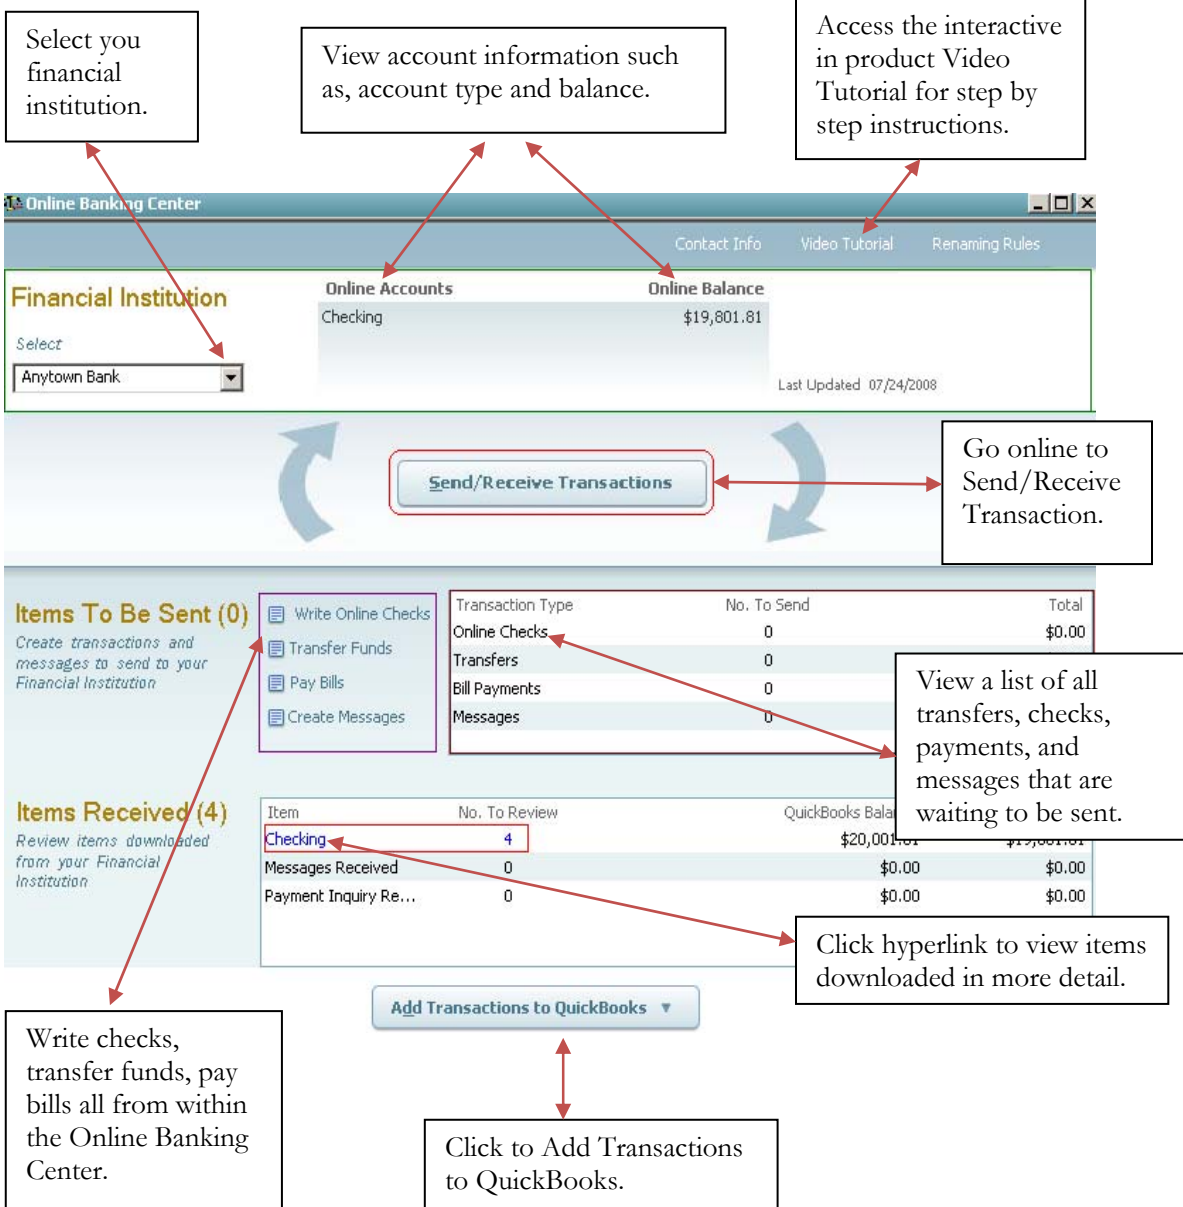 Select you
financial
institution.
View account information such
as, account type and balance.
Access the interactive
in product Video
Tutorial for step by
step instructions.
Online Banking Center
Contact Info Video Tutorial Renaming Rules
Financial Institution
Select
Anytown Bank
Online Accounts Online Balance
Checking $19,801.81
Last Updated 07/24/2008
Send/Receive Transactions
Go online to
Send/Receive
Transaction.
Items To Be Sent (0)
Create transactions and
messages to send to your
Financial Institution
Write Online Checks
Transfer Funds
Pay Bills
Create Messages
Transaction Type No. To Send Total
Online Checks 0 $0.00
Transfers 0
Bill Payments 0
Messages 0
View a list of all
transfers, checks,
payments, and
messages that are
waiting to be sent.
Items Received (4)
Review items downloaded
from your Financial
Institution
Item No. To Review QuickBooks
Checking 4
Messages Received 0 $0.00 $0.00
Payment Inquiry Re... 0 $0.00 $0.00
Click hyperlink to view items
downloaded in more detail.
Add Transactions to QuickBooks
Write checks,
transfer funds, pay
bills all from within
the Online Banking
Center.
Click to Add Transactions
to QuickBooks.